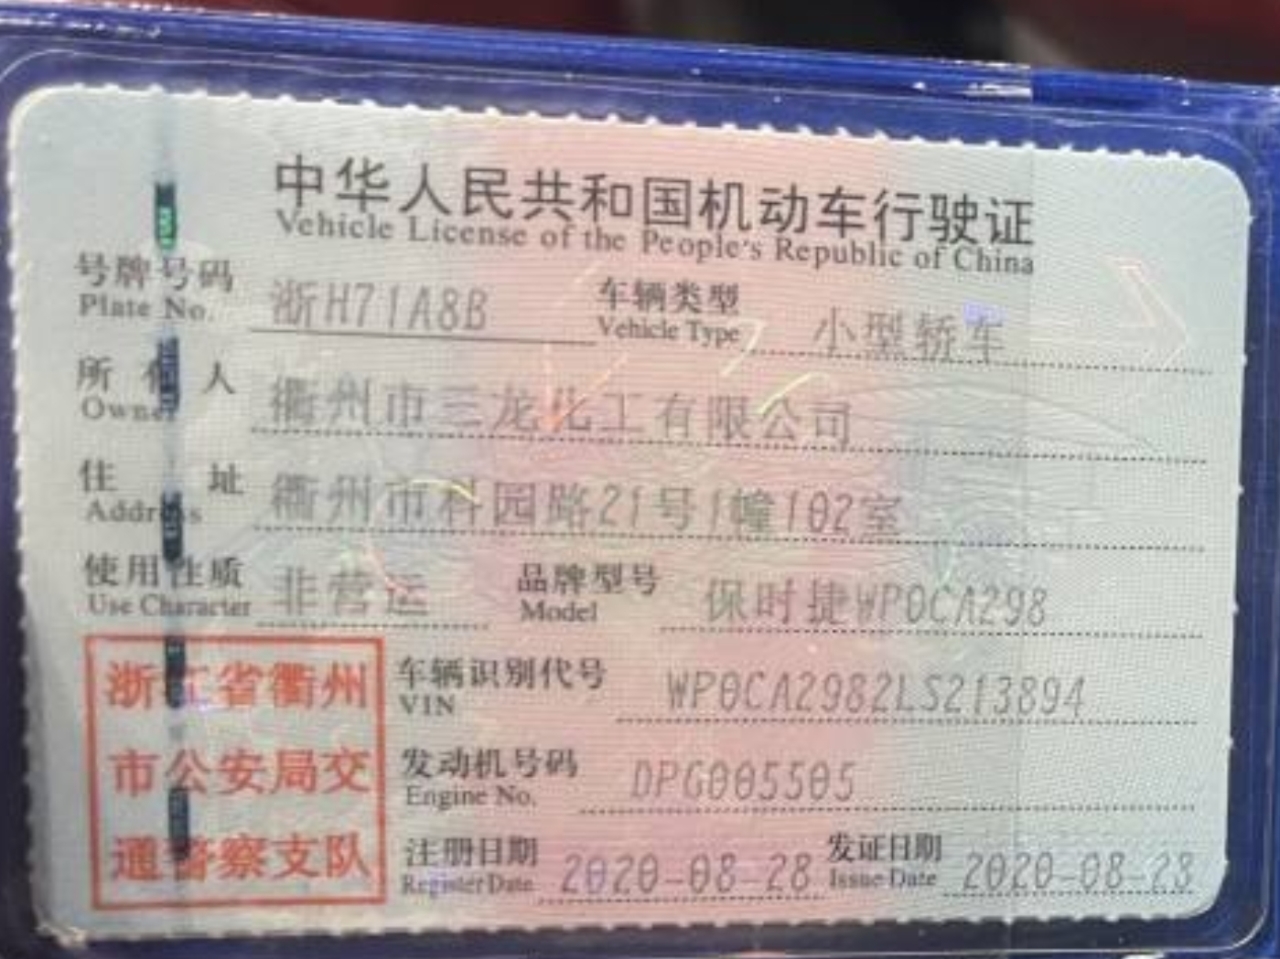 中华人民共和国机动车行驶证
Vehicle License of the People's Republic of China
号牌号码 浙H71A8B 车辆类型 小型轿车
Plate No. Vehicle Type
所有人 衢州市三龙化工有限公司
Owner
住址 衢州市科园路21号1幢102室
Address
使用性质 非营运 品牌型号 保时捷WP0CA298
Use Character Model
浙江省衢州
市公安局交
通警察支队
车辆识别代号 WP0CA2982LS213894
VIN
发动机号码 DPG005505
Engine No.
注册日期 2020-08-28 发证日期 2020-08-28
Register Date Issue Date